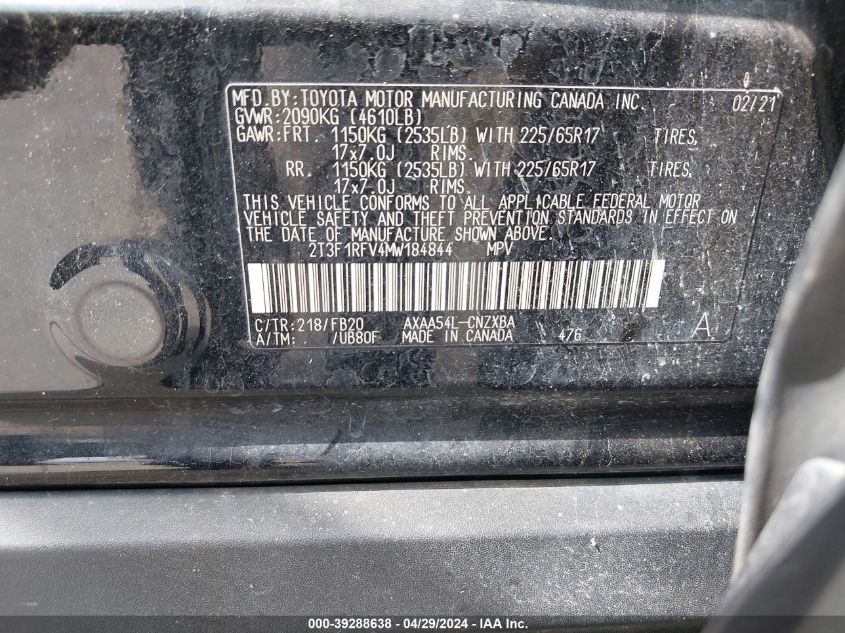 MFD.BY:TOYOTA MOTOR MANUFACTURING CANADA INC. 02/21
GVWR:2090KG (4610LB)
GAWR:FRT. 1150KG (2535LB) WITH 225/65R17 TIRES,
17x7.0J RIMS.
RR. 1150KG (2535LB) WITH 225/65R17 TIRES,
17x7.0J RIMS.
THIS VEHICLE CONFORMS TO ALL APPLICABLE FEDERAL MOTOR
VEHICLE SAFETY AND THEFT PREVENTION STANDARDS IN EFFECT ON
THE DATE OF MANUFACTURE SHOWN ABOVE.
2T3F1RFV4MW184844 MPV
C/TR:218/FB20 AXAA54L-CNZXBA A
A/TM: /UB80F MADE IN CANADA 476
000-39288638 - 04/29/2024 - IAAI.com